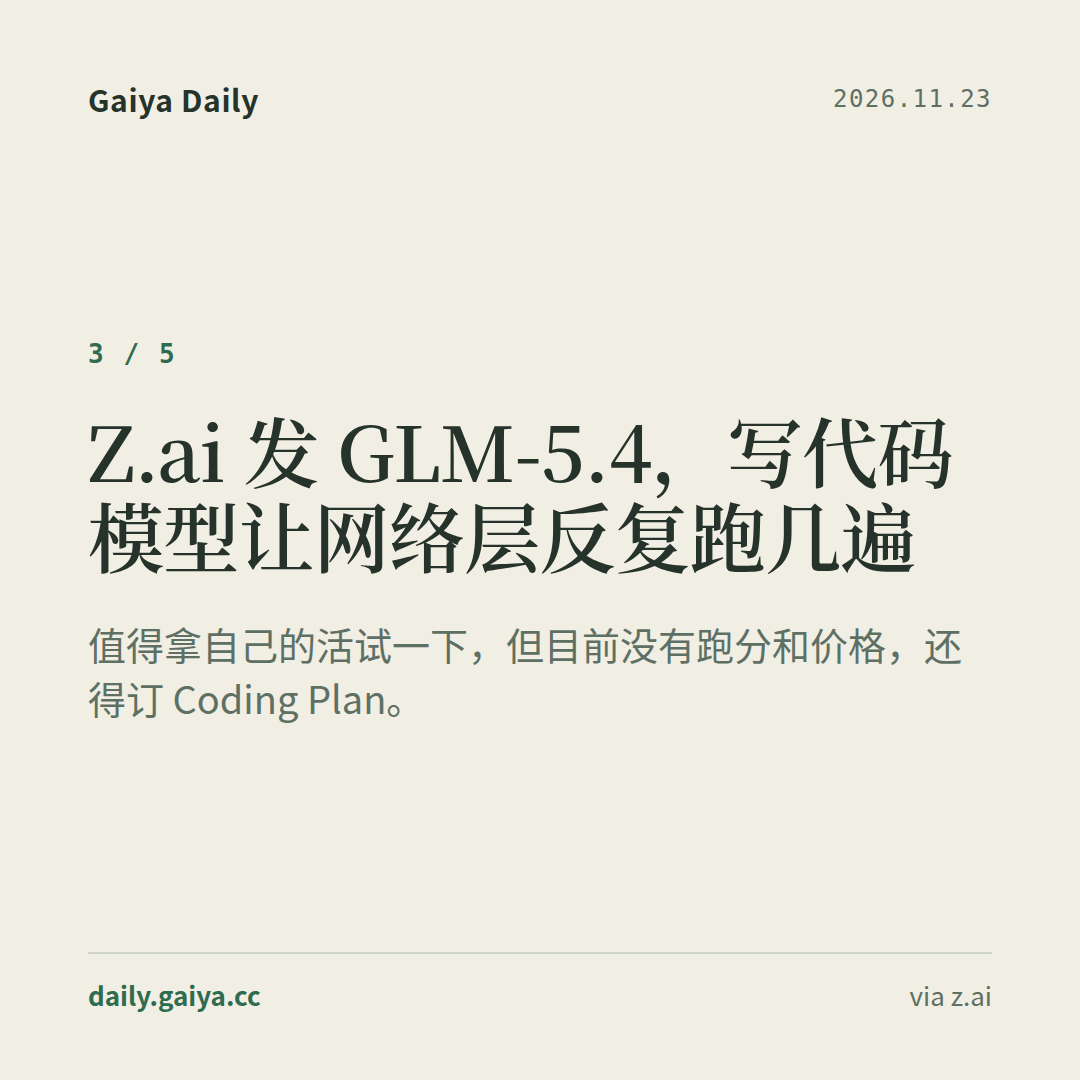 Gaiya Daily
2026.11.23
3 / 5
Z.ai 发 GLM-5.4，写代码
模型让网络层反复跑几遍
值得拿自己的活试一下，但目前没有跑分和价格，还
得订 Coding Plan。
daily.gaiya.cc
via z.ai